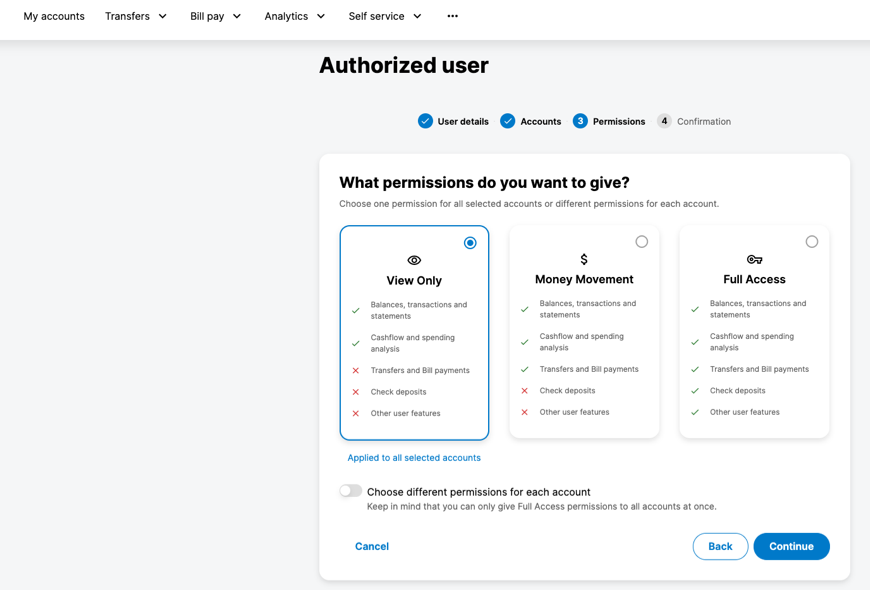 My accounts Transfers Bill pay Analytics Self service ···
Authorized user
User details Accounts 3 Permissions 4 Confirmation
What permissions do you want to give?
Choose one permission for all selected accounts or different permissions for each account.
View Only
Balances, transactions and
statements
Cashflow and spending
analysis
Transfers and Bill payments
Check deposits
Other user features
Money Movement
Balances, transactions and
statements
Cashflow and spending
analysis
Transfers and Bill payments
Check deposits
Other user features
Full Access
Balances, transactions and
statements
Cashflow and spending
analysis
Transfers and Bill payments
Check deposits
Other user features
Applied to all selected accounts
Choose different permissions for each account
Keep in mind that you can only give Full Access permissions to all accounts at once.
Cancel Back Continue